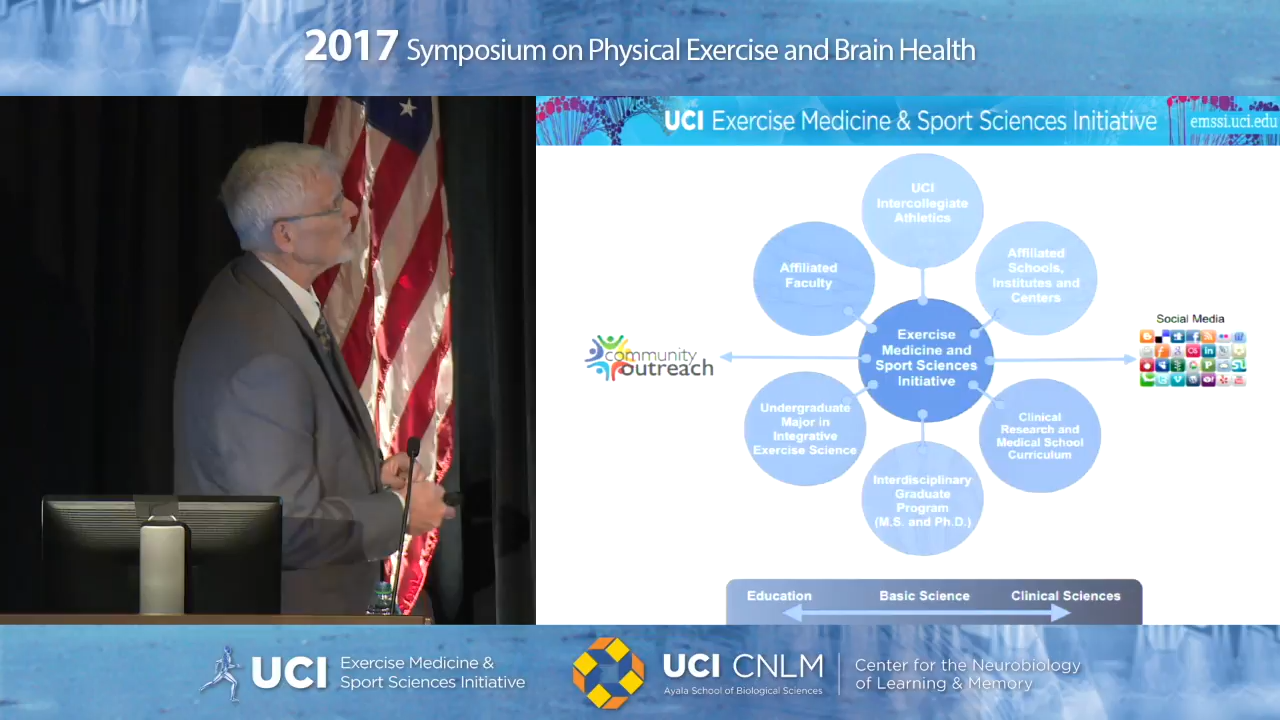 2017 Symposium on Physical Exercise and Brain Health
UCI Exercise Medicine & Sport Sciences Initiative
emssi.uci.edu
UCI
Intercollegiate
Athletics
Affiliated
Faculty
Affiliated
Schools,
Institutes and
Centers
Exercise
Medicine and
Sport Sciences
Initiative
community
outreach
Social Media
Undergraduate
Major in
Integrative
Exercise Science
Clinical
Research and
Medical School
Curriculum
Interdisciplinary
Graduate
Program
(M.S. and Ph.D.)
Education Basic Science Clinical Sciences
UCI
Exercise Medicine &
Sport Sciences Initiative
UCI CNLM
Ayala School of Biological Sciences
Center for the Neurobiology
of Learning & Memory